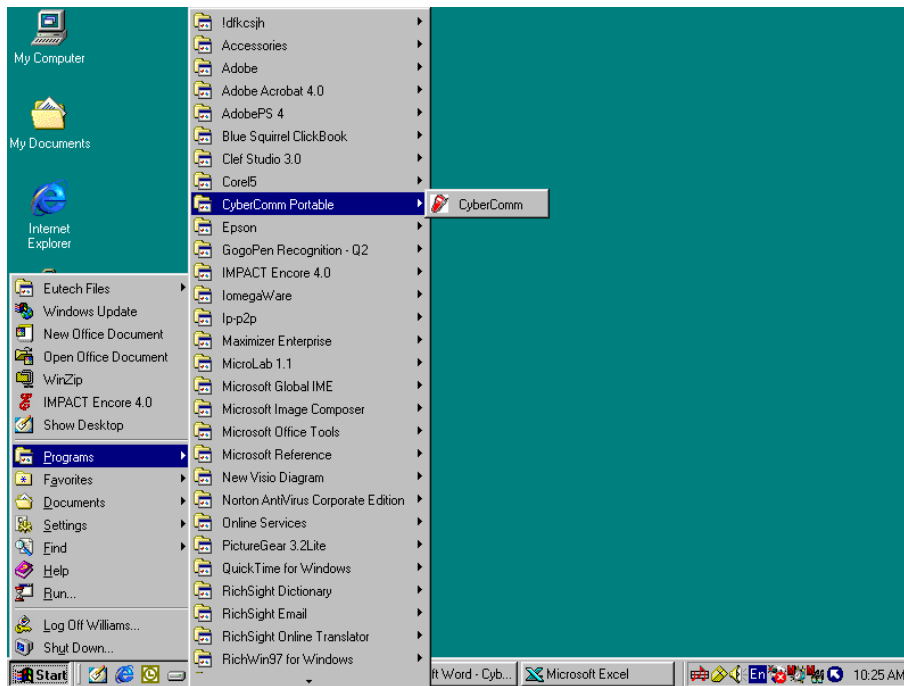 My Computer
My Documents
Internet
Explorer
!dfkcsjh
Accessories
Adobe
Adobe Acrobat 4.0
AdobePS 4
Blue Squirrel ClickBook
Clef Studio 3.0
Corel5
CyberComm Portable
Epson
GogoPen Recognition - Q2
IMPACT Encore 4.0
IomegaWare
Ip-p2p
Maximizer Enterprise
MicroLab 1.1
Microsoft Global IME
Microsoft Image Composer
Microsoft Office Tools
Microsoft Reference
New Visio Diagram
Norton AntiVirus Corporate Edition
Online Services
PictureGear 3.2Lite
QuickTime for Windows
RichSight Dictionary
RichSight Email
RichSight Online Translator
RichWin97 for Windows
CyberComm
Eutech Files
Windows Update
New Office Document
Open Office Document
WinZip
IMPACT Encore 4.0
Show Desktop
Programs
Favorites
Documents
Settings
Find
Help
Run...
Log Off Williams...
Shut Down...
Start
ft Word - Cyb...
Microsoft Excel
En
10:25 AM